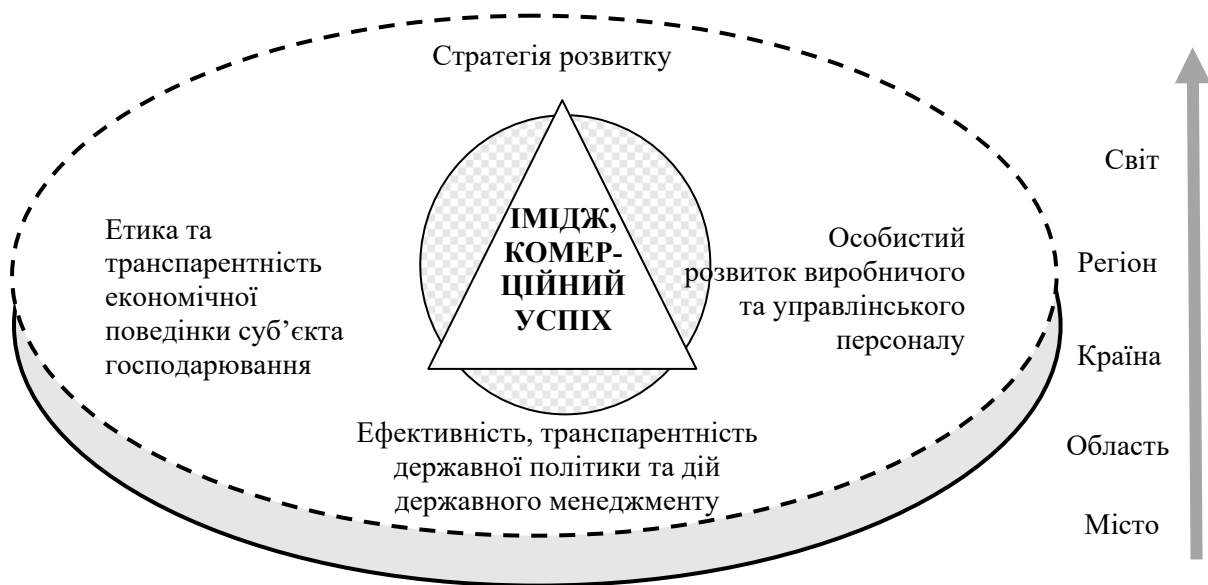 Стратегія розвитку
Етика та
транспарентність
економічної
поведінки суб’єкта
господарювання
ІМІДЖ,
КОМЕР-
ЦІЙНИЙ
УСПІХ
Особистий
розвиток виробничого
та управлінського
персоналу
Ефективність, транспарентність
державної політики та дій
державного менеджменту
Світ
Регіон
Країна
Область
Місто